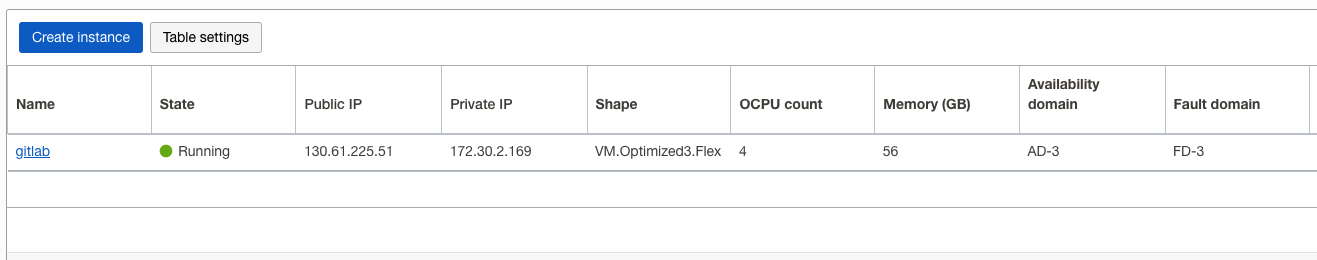 Create instance Table settings
Availability
Name State Public IP Private IP Shape OCPU count Memory (GB) domain Fault domain
gitlab Running 130.61.225.51 172.30.2.169 VM.Optimized3.Flex 4 56 AD-3 FD-3